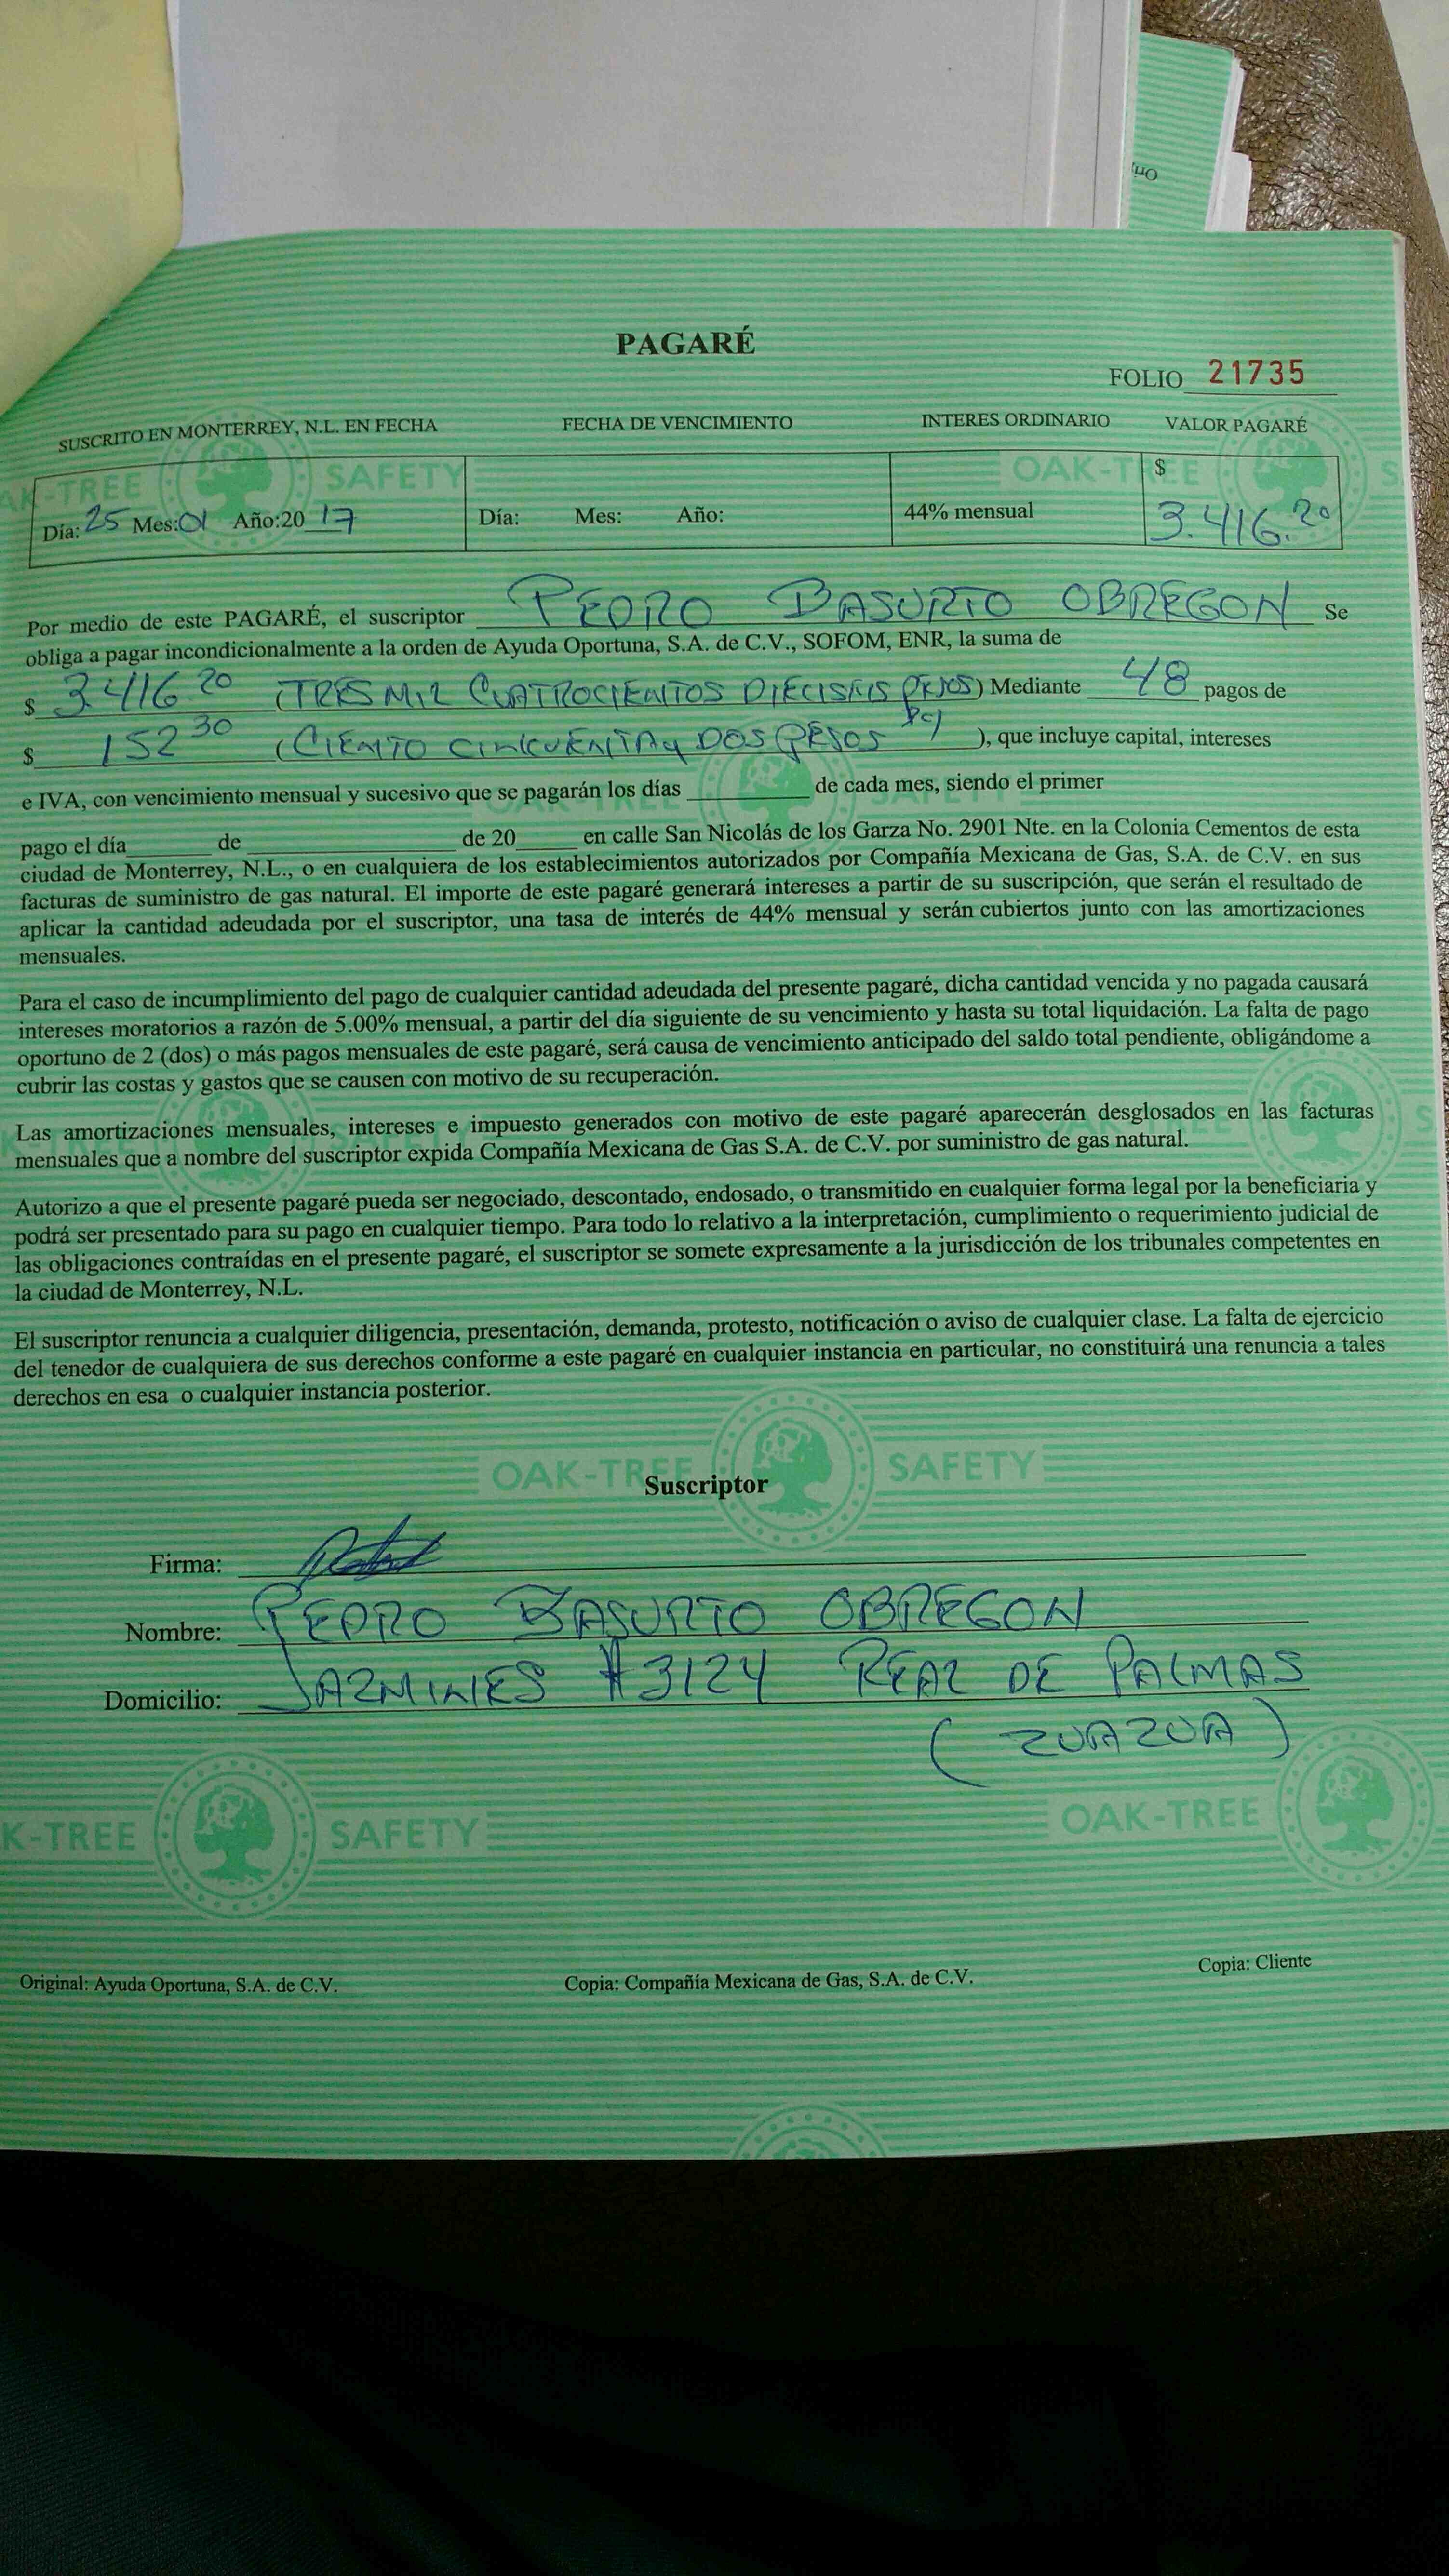 Ori
PAGARÉ
FOLIO 21735
SUSCRITO EN MONTERREY, N.L. EN FECHA FECHA DE VENCIMIENTO INTERES ORDINARIO VALOR PAGARÉ
Día: 25 Mes: 01 Año:20 17 Día: Mes: Año: 44% mensual $ 3.416.20
Por medio de este PAGARÉ, el suscriptor PEDRO BASURTO OBREGON Se
obliga a pagar incondicionalmente a la orden de Ayuda Oportuna, S.A. de C.V., SOFOM, ENR, la suma de
$ 3.416 20 (TRES MIL CUATROCIENTOS DIECISEIS PESOS) Mediante 48 pagos de
$ 152 30 (CIENTO CINCUENTA y DOS PESOS ), que incluye capital, intereses
e IVA, con vencimiento mensual y sucesivo que se pagarán los días de cada mes, siendo el primer
pago el día de de 20 en calle San Nicolás de los Garza No. 2901 Nte. en la Colonia Cementos de esta
ciudad de Monterrey, N.L., o en cualquiera de los establecimientos autorizados por Compañía Mexicana de Gas, S.A. de C.V. en sus
facturas de suministro de gas natural. El importe de este pagaré generará intereses a partir de su suscripción, que serán el resultado de
aplicar la cantidad adeudada por el suscriptor, una tasa de interés de 44% mensual y serán cubiertos junto con las amortizaciones
mensuales.
Para el caso de incumplimiento del pago de cualquier cantidad adeudada del presente pagaré, dicha cantidad vencida y no pagada causará
intereses moratorios a razón de 5.00% mensual, a partir del día siguiente de su vencimiento y hasta su total liquidación. La falta de pago
oportuno de 2 (dos) o más pagos mensuales de este pagaré, será causa de vencimiento anticipado del saldo total pendiente, obligándome a
cubrir las costas y gastos que se causen con motivo de su recuperación.
Las amortizaciones mensuales, intereses e impuesto generados con motivo de este pagaré aparecerán desglosados en las facturas
mensuales que a nombre del suscriptor expida Compañía Mexicana de Gas S.A. de C.V. por suministro de gas natural.
Autorizo a que el presente pagaré pueda ser negociado, descontado, endosado, o transmitido en cualquier forma legal por la beneficiaria y
podrá ser presentado para su pago en cualquier tiempo. Para todo lo relativo a la interpretación, cumplimiento o requerimiento judicial de
las obligaciones contraídas en el presente pagaré, el suscriptor se somete expresamente a la jurisdicción de los tribunales competentes en
la ciudad de Monterrey, N.L.
El suscriptor renuncia a cualquier diligencia, presentación, demanda, protesto, notificación o aviso de cualquier clase. La falta de ejercicio
del tenedor de cualquiera de sus derechos conforme a este pagaré en cualquier instancia en particular, no constituirá una renuncia a tales
derechos en esa o cualquier instancia posterior.
OAK-TREE SAFETY
Suscriptor
Firma:
Nombre: PEDRO BASURTO OBREGON
Domicilio: JAZMINES #3124 REAL DE PALMAS
(ZUAZUA)
K-TREE SAFETY OAK-TREE
Original: Ayuda Oportuna, S.A. de C.V. Copia: Compañía Mexicana de Gas, S.A. de C.V. Copia: Cliente